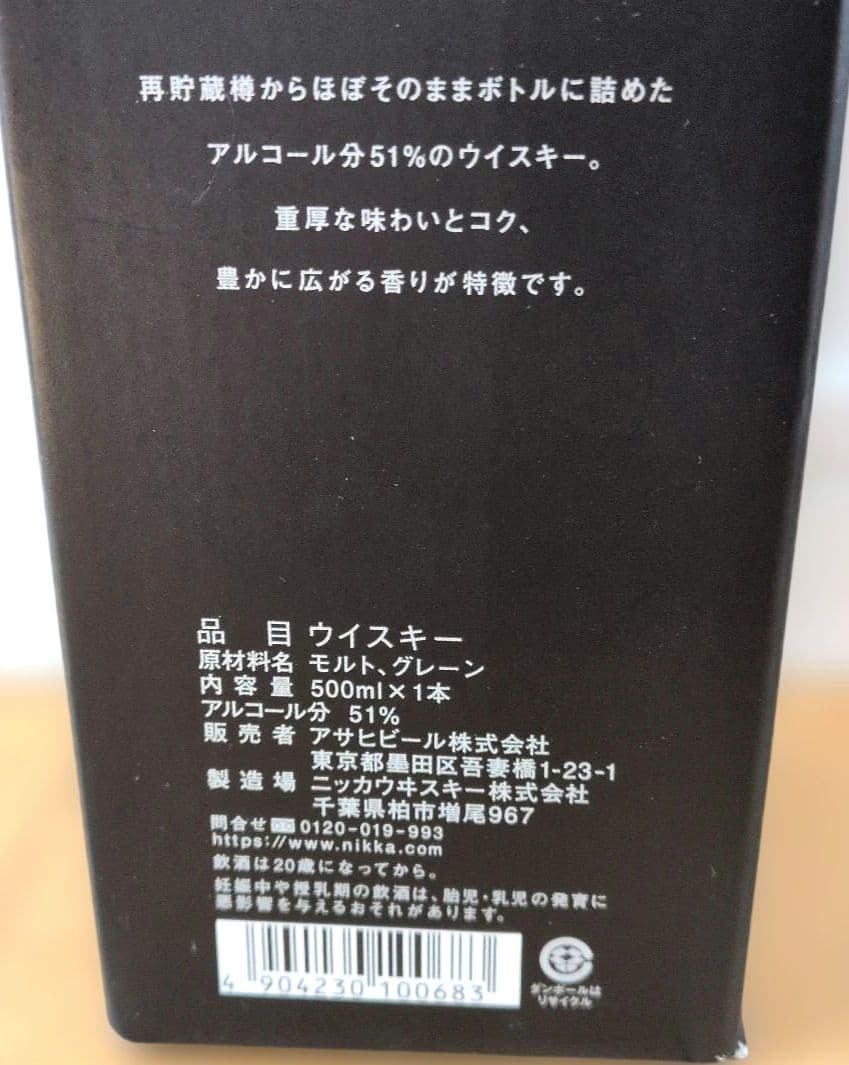 再貯蔵樽からほぼそのままボトルに詰めた
アルコール分51%のウイスキー。
重厚な味わいとコク、
豊かに広がる香りが特徴です。
品 目 ウイスキー
原材料名 モルト、グレーン
内容量 500ml×1本
アルコール分 51%
販売者 アサヒビール株式会社
東京都墨田区吾妻橋1-23-1
製造場 ニッカウヰスキー株式会社
千葉県柏市増尾967
問合せ 0120-019-993
https://www.nikka.com
飲酒は20歳になってから。
妊娠中や授乳期の飲酒は、胎児・乳児の発育に
悪影響を与えるおそれがあります。
4 904230 100683
ダンボールは
リサイクル